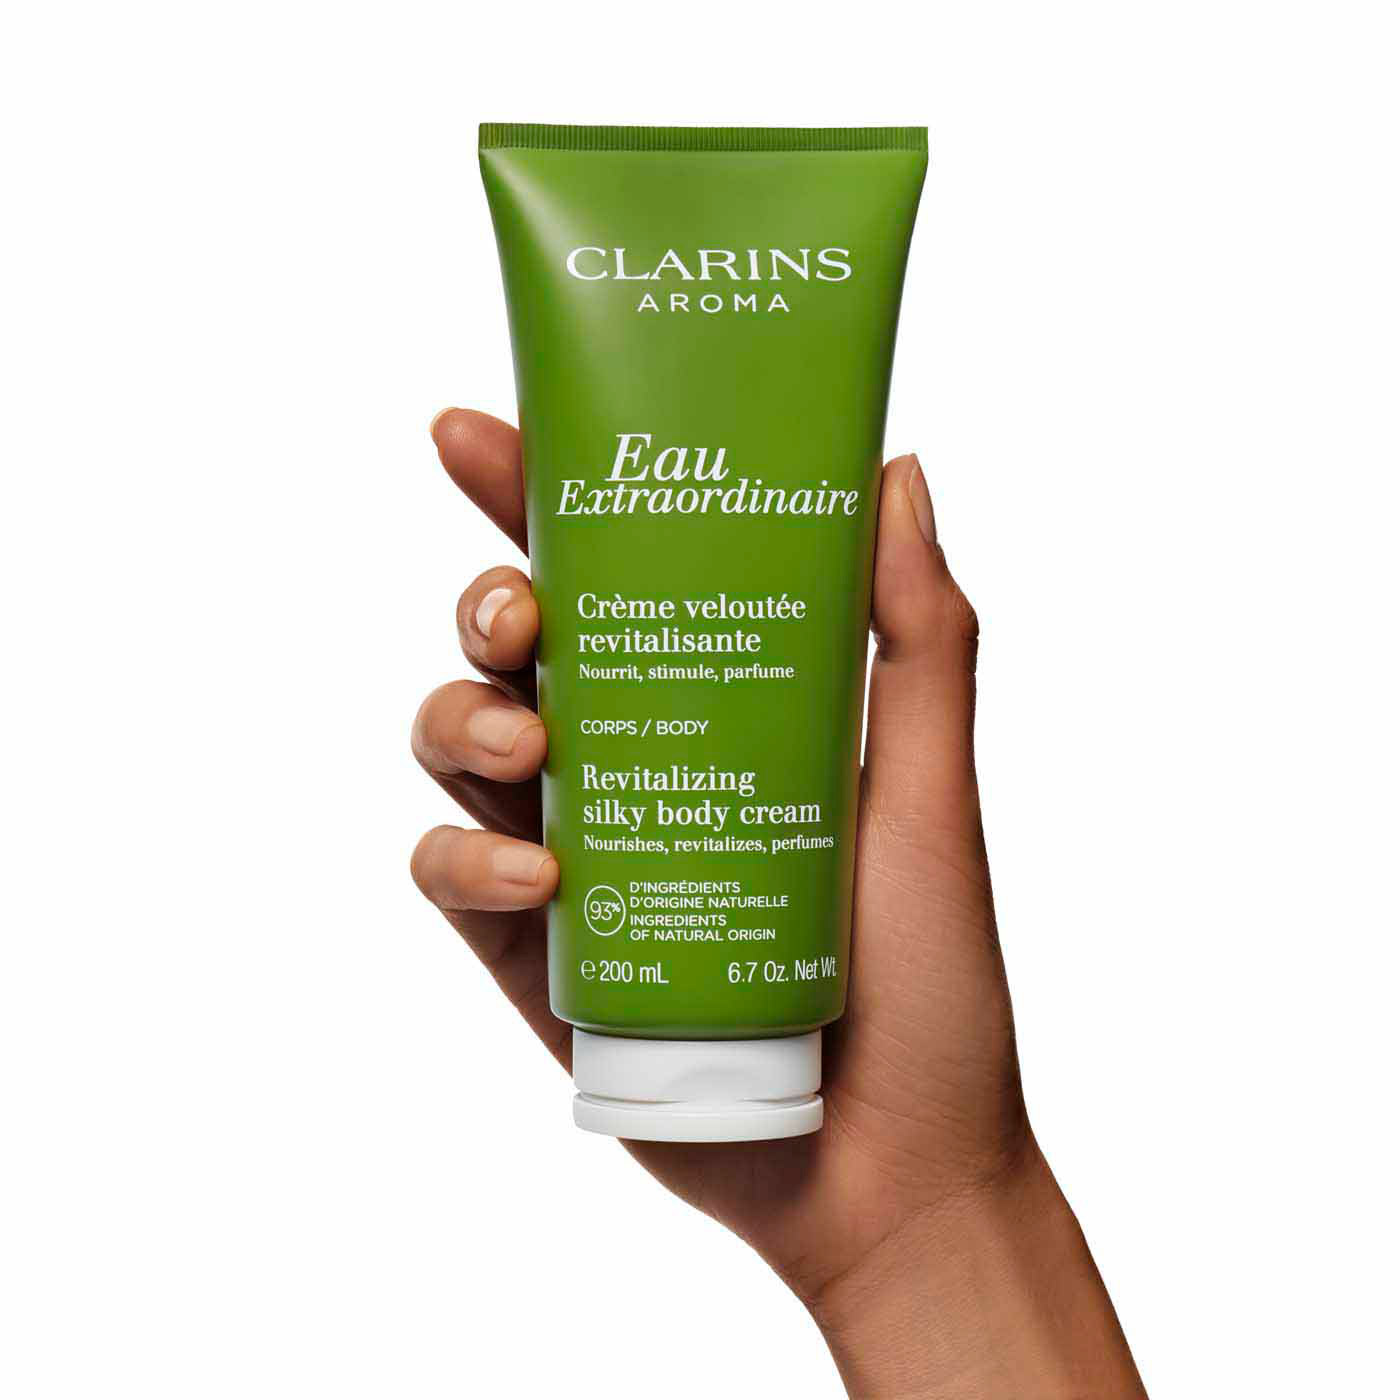 CLARINS
AROMA
Eau
Extraordinaire
Crème veloutée
revitalisante
Nourrit, stimule, parfume
CORPS / BODY
Revitalizing
silky body cream
Nourishes, revitalizes, perfumes
93%
D'INGRÉDIENTS
D'ORIGINE NATURELLE
INGREDIENTS
OF NATURAL ORIGIN
℮ 200 mL 6.7 Oz. Net Wt.